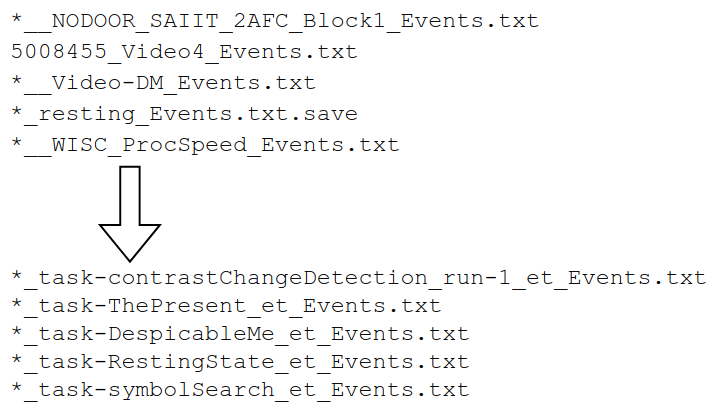 *__NODOOR_SAIIT_2AFC_Block1_Events.txt
5008455_Video4_Events.txt
*__Video-DM_Events.txt
*_resting_Events.txt.save
*__WISC_ProcSpeed_Events.txt
*_task-contrastChangeDetection_run-1_et_Events.txt
*_task-ThePresent_et_Events.txt
*_task-DespicableMe_et_Events.txt
*_task-RestingState_et_Events.txt
*_task-symbolSearch_et_Events.txt